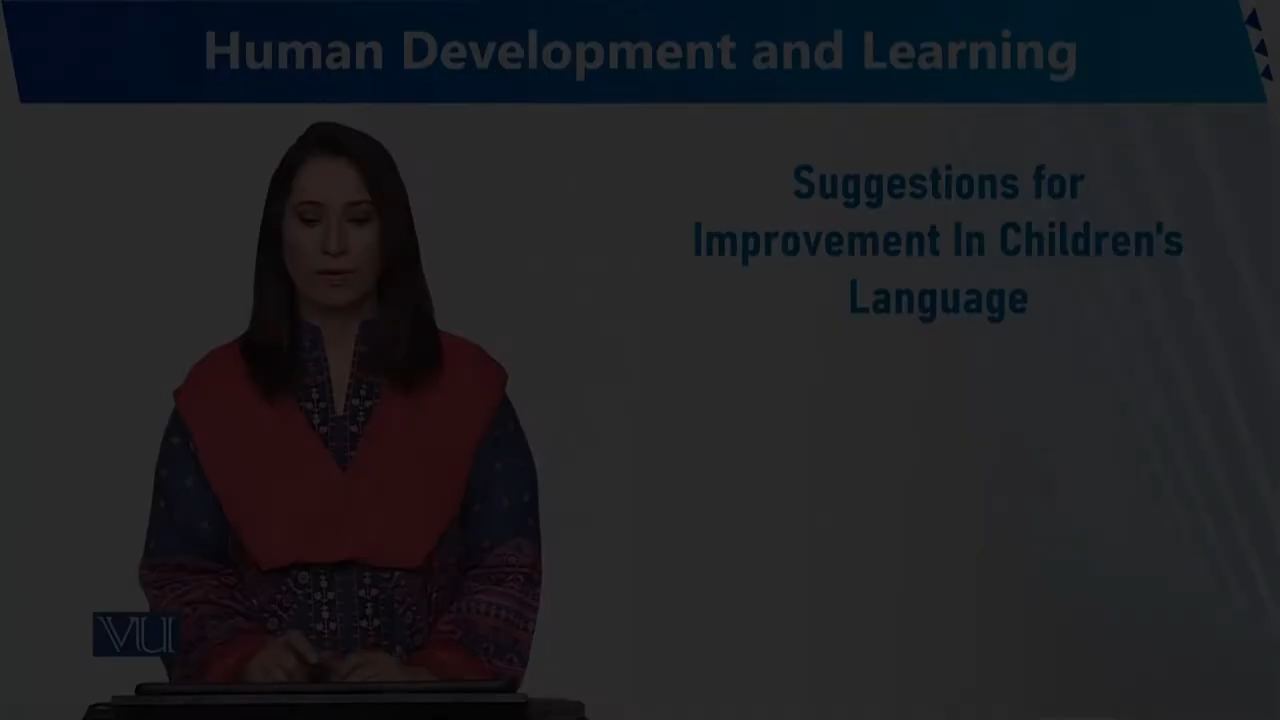 Human Development and Learning
Suggestions for
Improvement In Children's
Language
VU